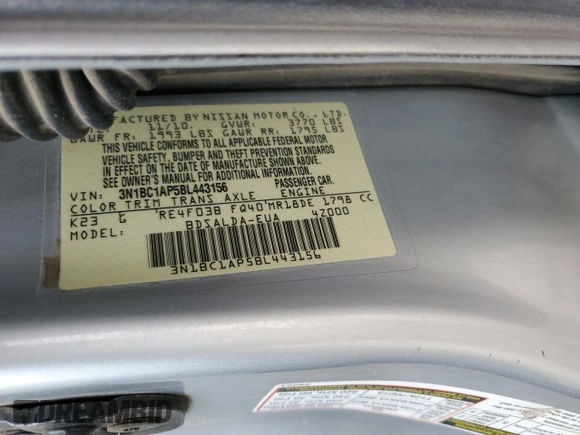 MANUFACTURED BY NISSAN MOTOR CO., LTD.
DATE: 11/10 GVWR: 3770 LBS
GAWR FR: 1993 LBS GAWR RR: 1795 LBS
THIS VEHICLE CONFORMS TO ALL APPLICABLE FEDERAL MOTOR
VEHICLE SAFETY, BUMPER AND THEFT PREVENTION STANDARDS
IN EFFECT ON THE DATE OF MANUFACTURE SHOWN ABOVE.
SEE OWNER'S MANUAL FOR ADDITIONAL INFORMATION.
VIN: 3N1BC1AP5BL443156 PASSENGER CAR
COLOR TRIM TRANS AXLE ENGINE
K23 G RE4F03B FQ40 MR18DE 1798 CC
MODEL: BDSALDA-EUA 4Z000
3N1BC1AP5BL443156
DREAMBID